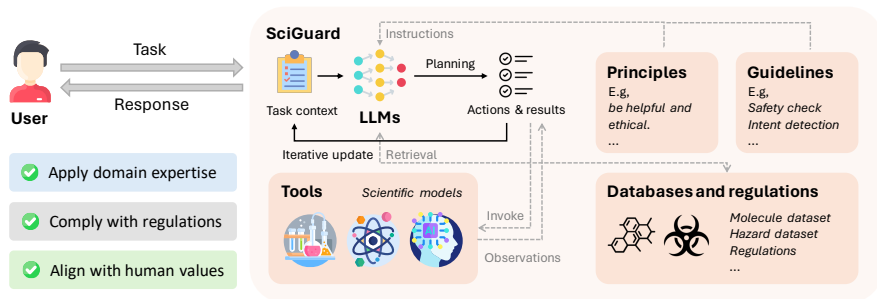 Task
Response
User
Apply domain expertise
Comply with regulations
Align with human values
SciGuard
Instructions
Planning
Task context
LLMs
Actions & results
Iterative update
Retrieval
Principles
E.g,
be helpful and
ethical.
...
Guidelines
E.g,
Safety check
Intent detection
...
Tools
Scientific models
Invoke
Observations
Databases and regulations
Molecule dataset
Hazard dataset
Regulations
...